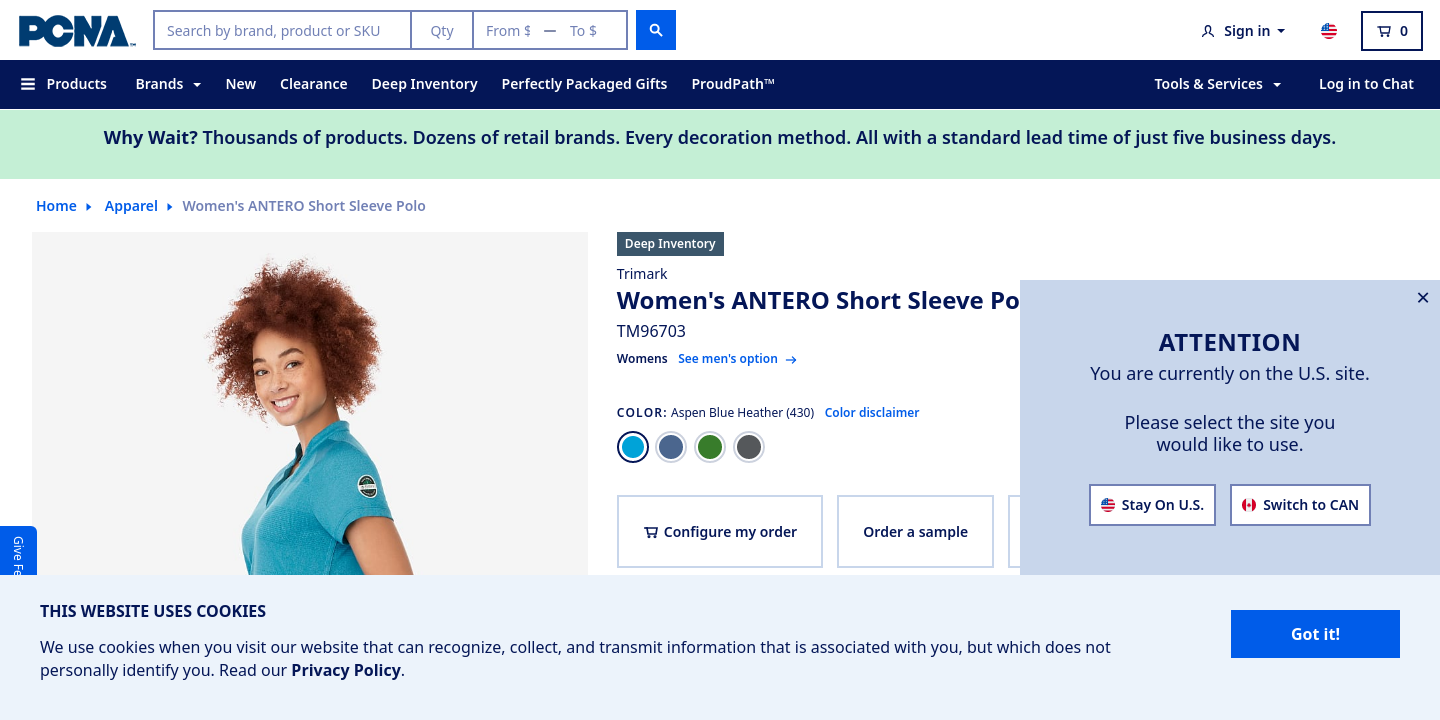 PCNA
Search by brand, product or SKU
Qty
From $ — To $
Sign in
0
Products
Brands
New
Clearance
Deep Inventory
Perfectly Packaged Gifts
ProudPath™
Tools & Services
Log in to Chat
Why Wait? Thousands of products. Dozens of retail brands. Every decoration method. All with a standard lead time of just five business days.
Home
Apparel
Women's ANTERO Short Sleeve Polo
Deep Inventory
Trimark
Women's ANTERO Short Sleeve Po
TM96703
Womens See men's option
COLOR: Aspen Blue Heather (430) Color disclaimer
Configure my order
Order a sample
ATTENTION
You are currently on the U.S. site.
Please select the site you
would like to use.
Stay On U.S.
Switch to CAN
Give Fe
THIS WEBSITE USES COOKIES
We use cookies when you visit our website that can recognize, collect, and transmit information that is associated with you, but which does not
personally identify you. Read our Privacy Policy.
Got it!